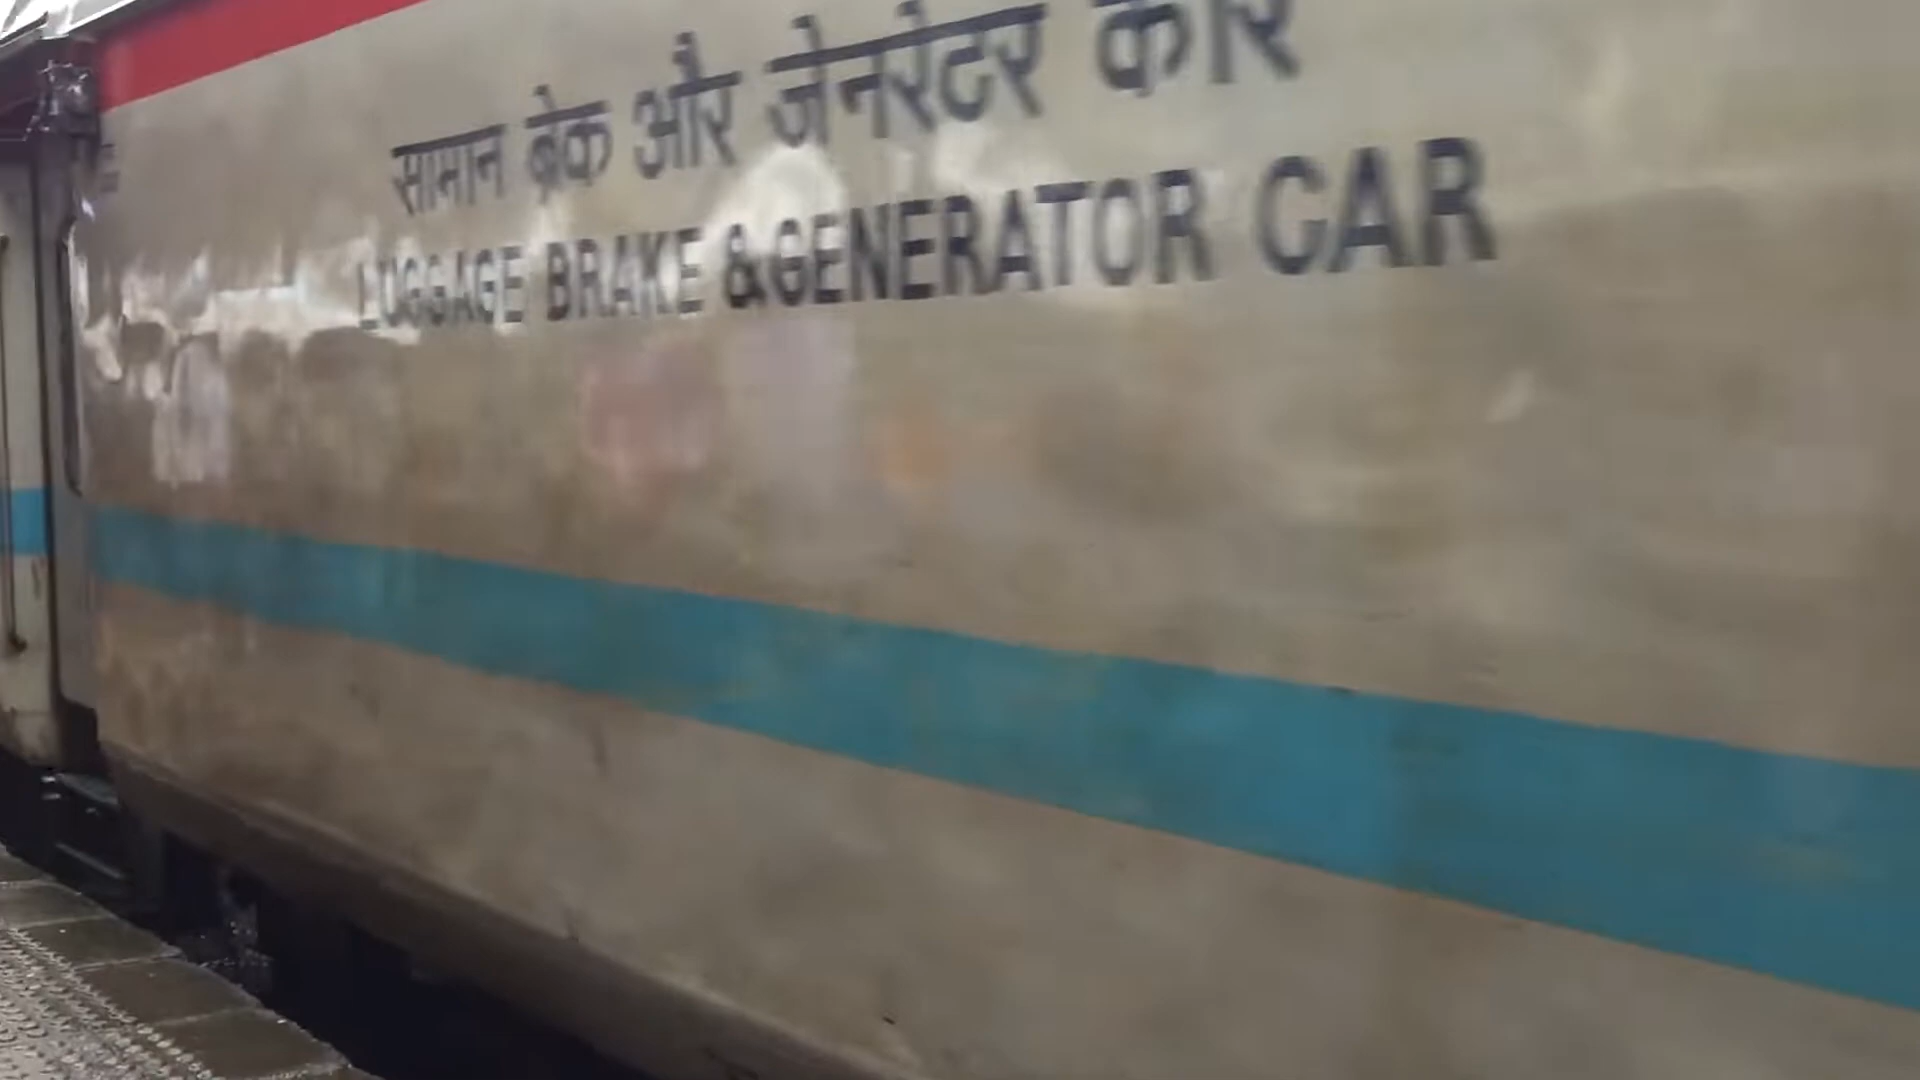 सामान ब्रेक और जेनरेटर कार
LUGGAGE BRAKE & GENERATOR CAR